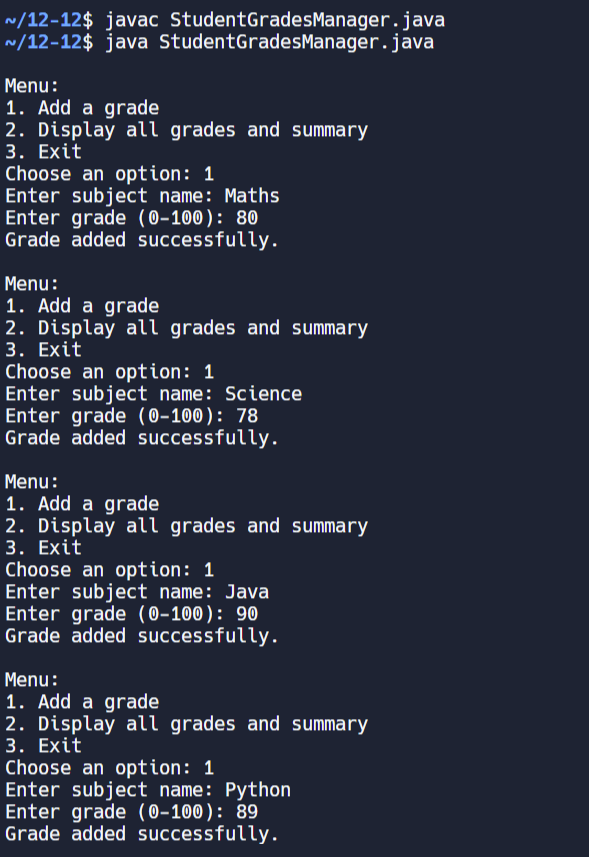 ~/12-12$ javac StudentGradesManager.java
~/12-12$ java StudentGradesManager.java
Menu:
1. Add a grade
2. Display all grades and summary
3. Exit
Choose an option: 1
Enter subject name: Maths
Enter grade (0-100): 80
Grade added successfully.
Menu:
1. Add a grade
2. Display all grades and summary
3. Exit
Choose an option: 1
Enter subject name: Science
Enter grade (0-100): 78
Grade added successfully.
Menu:
1. Add a grade
2. Display all grades and summary
3. Exit
Choose an option: 1
Enter subject name: Java
Enter grade (0-100): 90
Grade added successfully.
Menu:
1. Add a grade
2. Display all grades and summary
3. Exit
Choose an option: 1
Enter subject name: Python
Enter grade (0-100): 89
Grade added successfully.